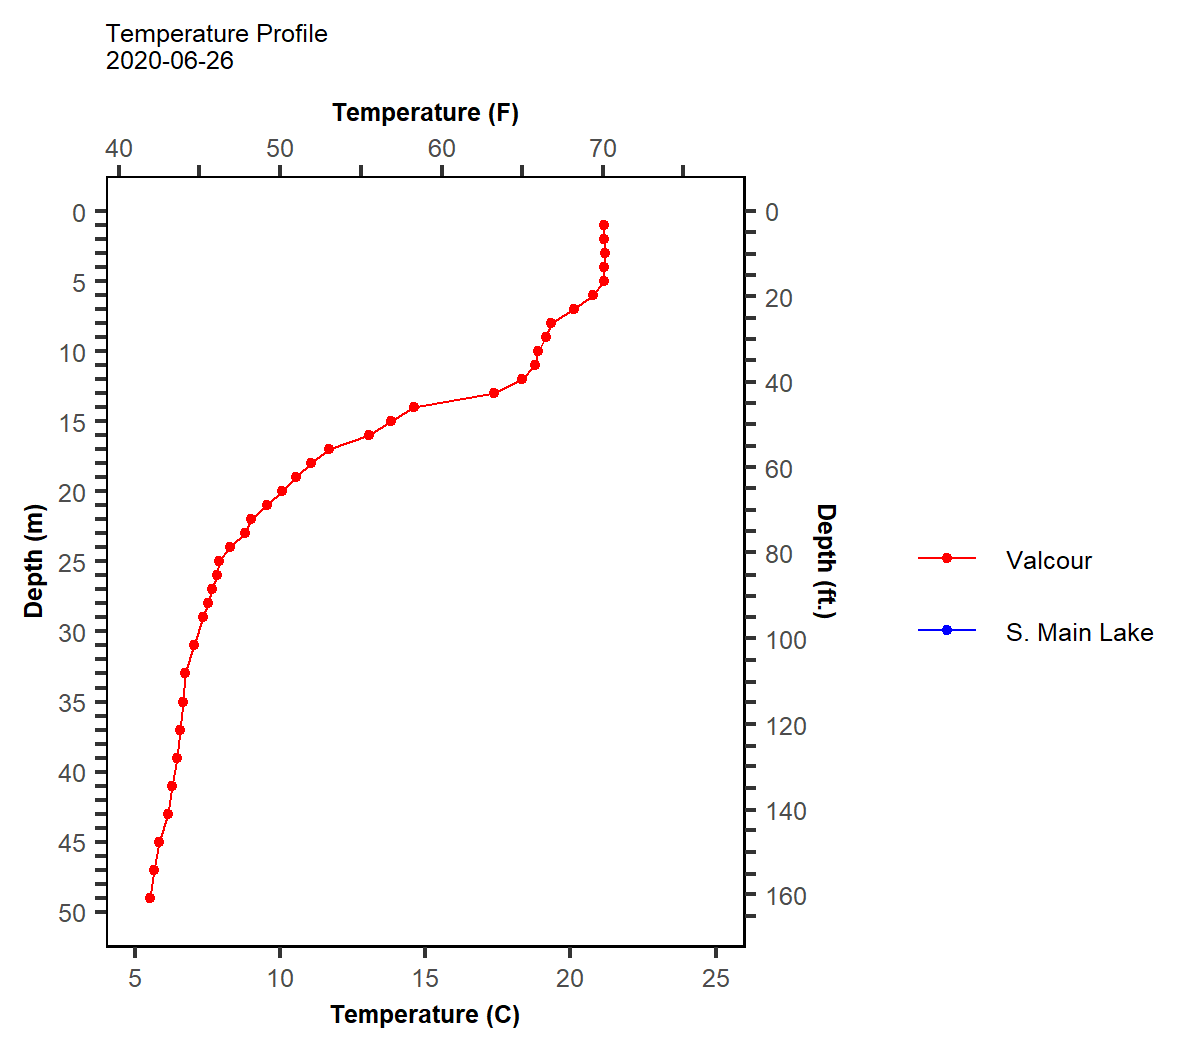 Temperature Profile
2020-06-26
Temperature (F)
40 50 60 70
0
5
10
15
20
25
30
35
40
45
50
Depth (m)
0
20
40
60
80
100
120
140
160
Depth (ft.)
5 10 15 20 25
Temperature (C)
Valcour
S. Main Lake